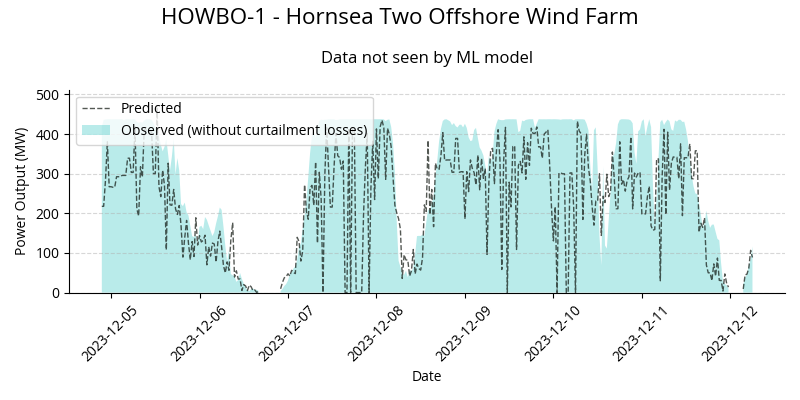 HOWBO-1 - Hornsea Two Offshore Wind Farm
Data not seen by ML model
Power Output (MW)
500
400
300
200
100
0
Predicted
Observed (without curtailment losses)
2023-12-05
2023-12-06
2023-12-07
2023-12-08
2023-12-09
2023-12-10
2023-12-11
2023-12-12
Date